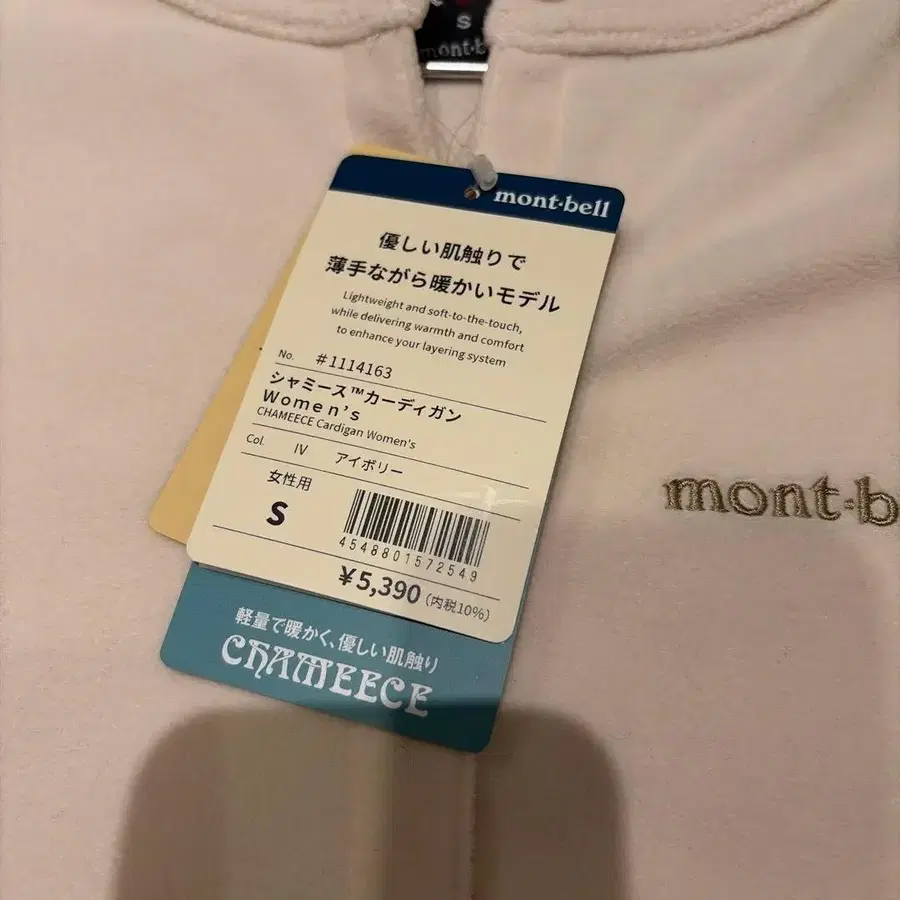 S
mont-b
mont-bell
優しい肌触りで
薄手ながら暖かいモデル
Lightweight and soft-to-the-touch,
while delivering warmth and comfort
to enhance your layering system
No. #1114163
シャミース™カーディガン
Women's
CHAMEECE Cardigan Women's
Col. IV アイボリー
女性用
S
4548801572549
¥5,390(内税10%)
軽量で暖かく、優しい肌触り
CHAMEECE
mont-b